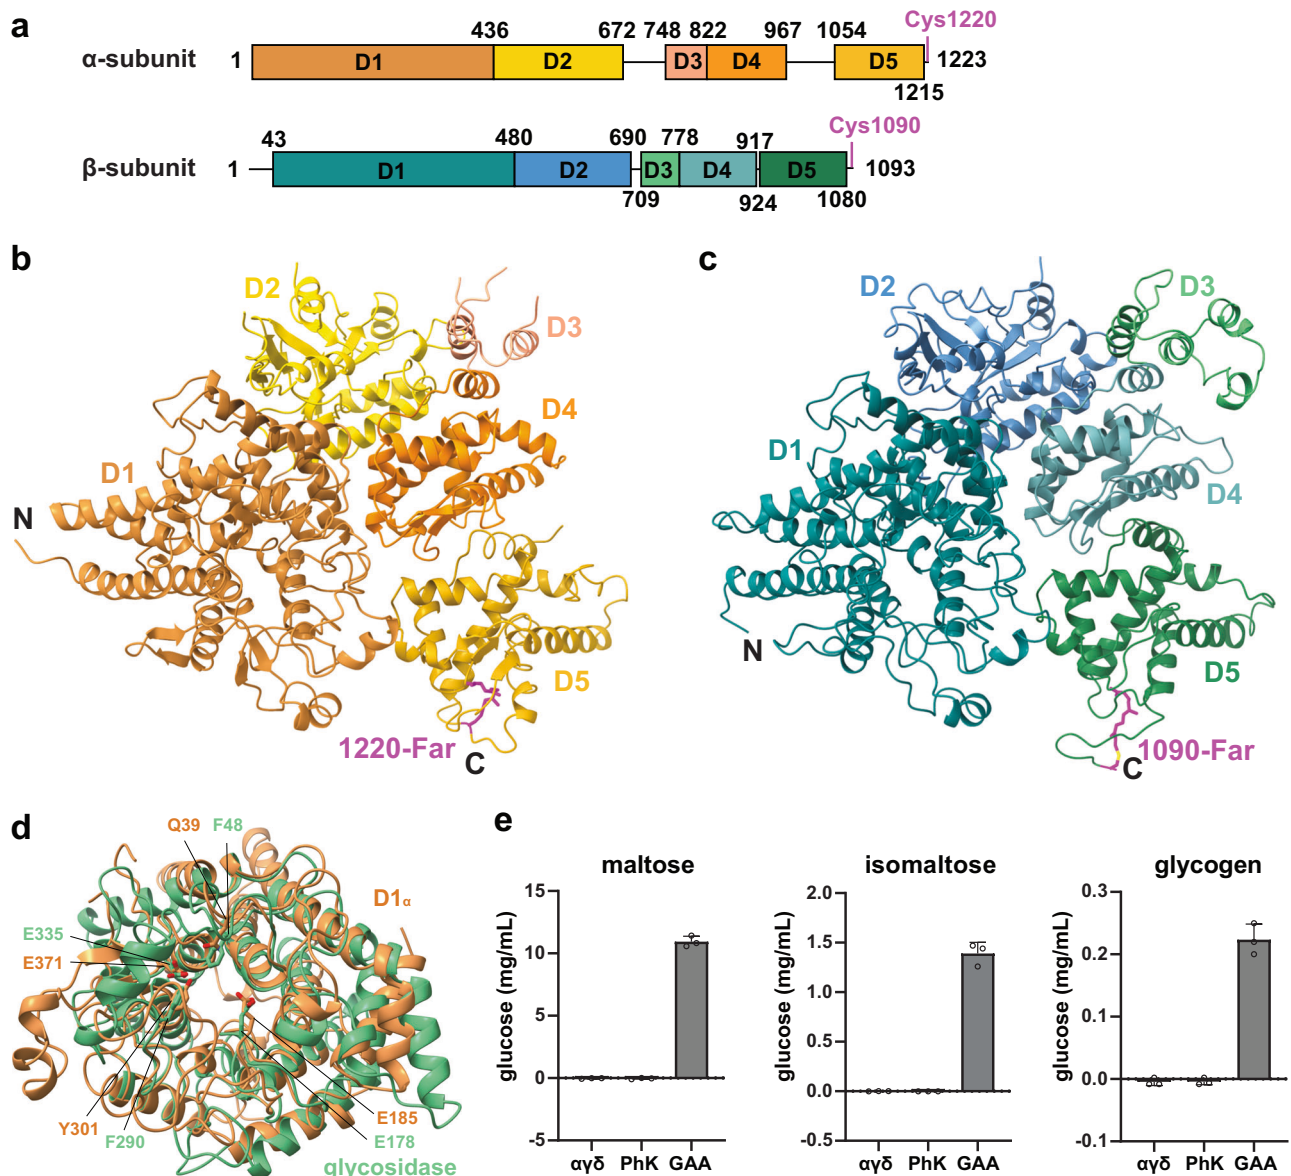 a
436 672 748 822 967 1054 Cys1220
α-subunit 1 D1 D2 D3 D4 D5 1223
1215
Cys1090
43 480 690 778 917
β-subunit 1 D1 D2 D3 D4 D5 1093
709 924 1080
b
D2
D3
D4
D1
N
D5
1220-Far
C
c
D2
D3
D1
D4
N
D5
1090-Far
C
d
Q39 F48
D1α
E335
E371
Y301
F290
E185
E178
glycosidase
e
maltose
glucose (mg/mL)
15
10
5
0
-5
αγδ PhK GAA
isomaltose
glucose (mg/mL)
2.0
1.5
1.0
0.5
0.0
-0.5
αγδ PhK GAA
glycogen
glucose (mg/mL)
0.3
0.2
0.1
0.0
-0.1
αγδ PhK GAA